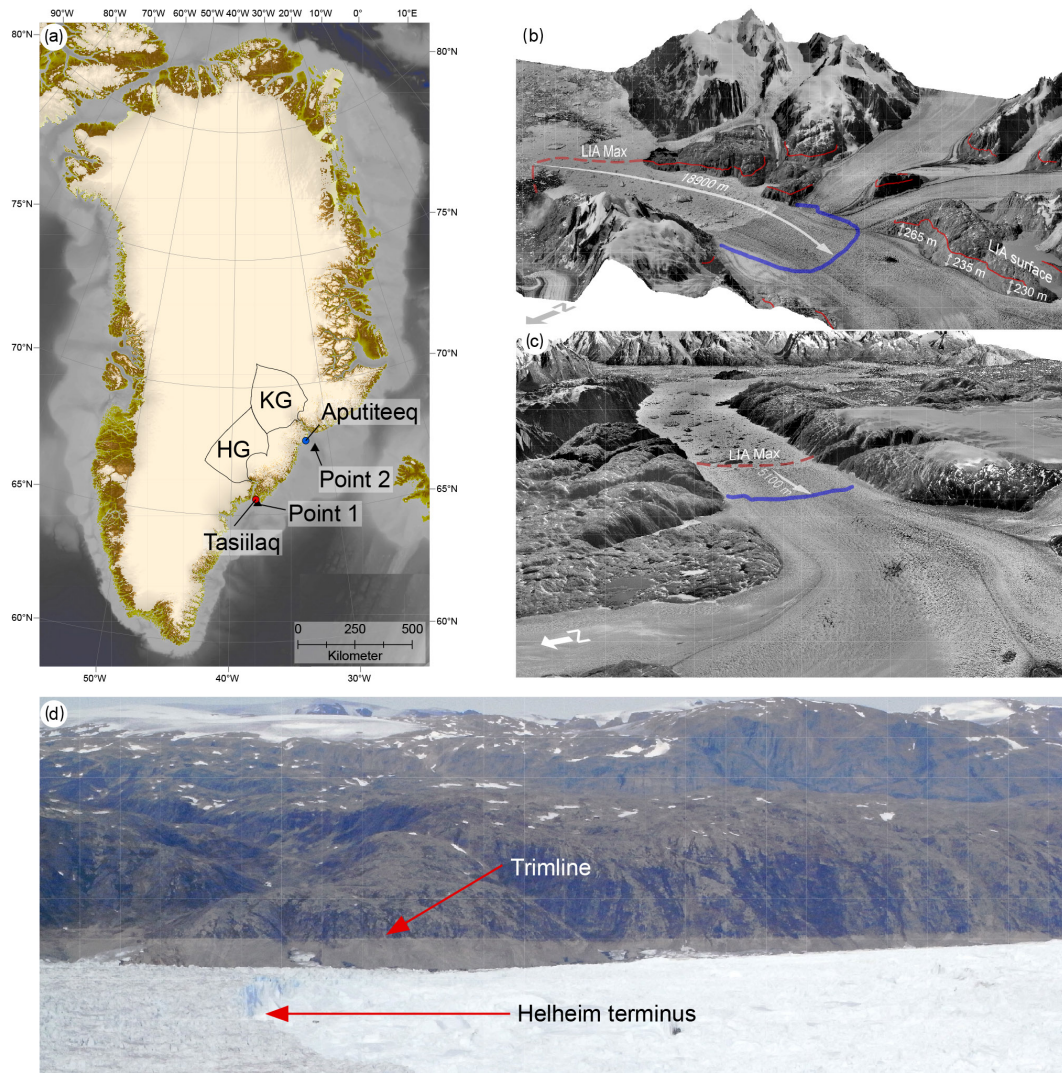 (a)
90°W 80°W 70°W 60°W 50°W 40°W 30°W 20°W 10°W 0° 10°E
80°N
80°N
75°N
75°N
70°N
70°N
KG
Aputiteeq
HG
Point 2
65°N
65°N
Point 1
Tasiilaq
60°N
60°N
0 250 500
Kilometer
50°W 40°W 30°W
(b)
LIA Max
18900 m
265 m
235 m
230 m
LIA surface
N
(c)
LIA Max
N
(d)
Trimline
Helheim terminus